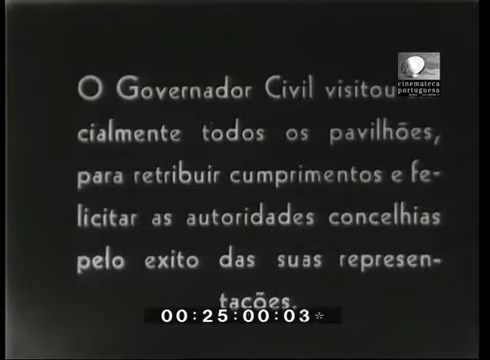 O Governador Civil visitou
cinemateca
portuguesa
cialmente todos os pavilhões,
para retribuir cumprimentos e fe-
licitar as autoridades concelhias
pelo exito das suas represen-
tações.
00:25:00:03